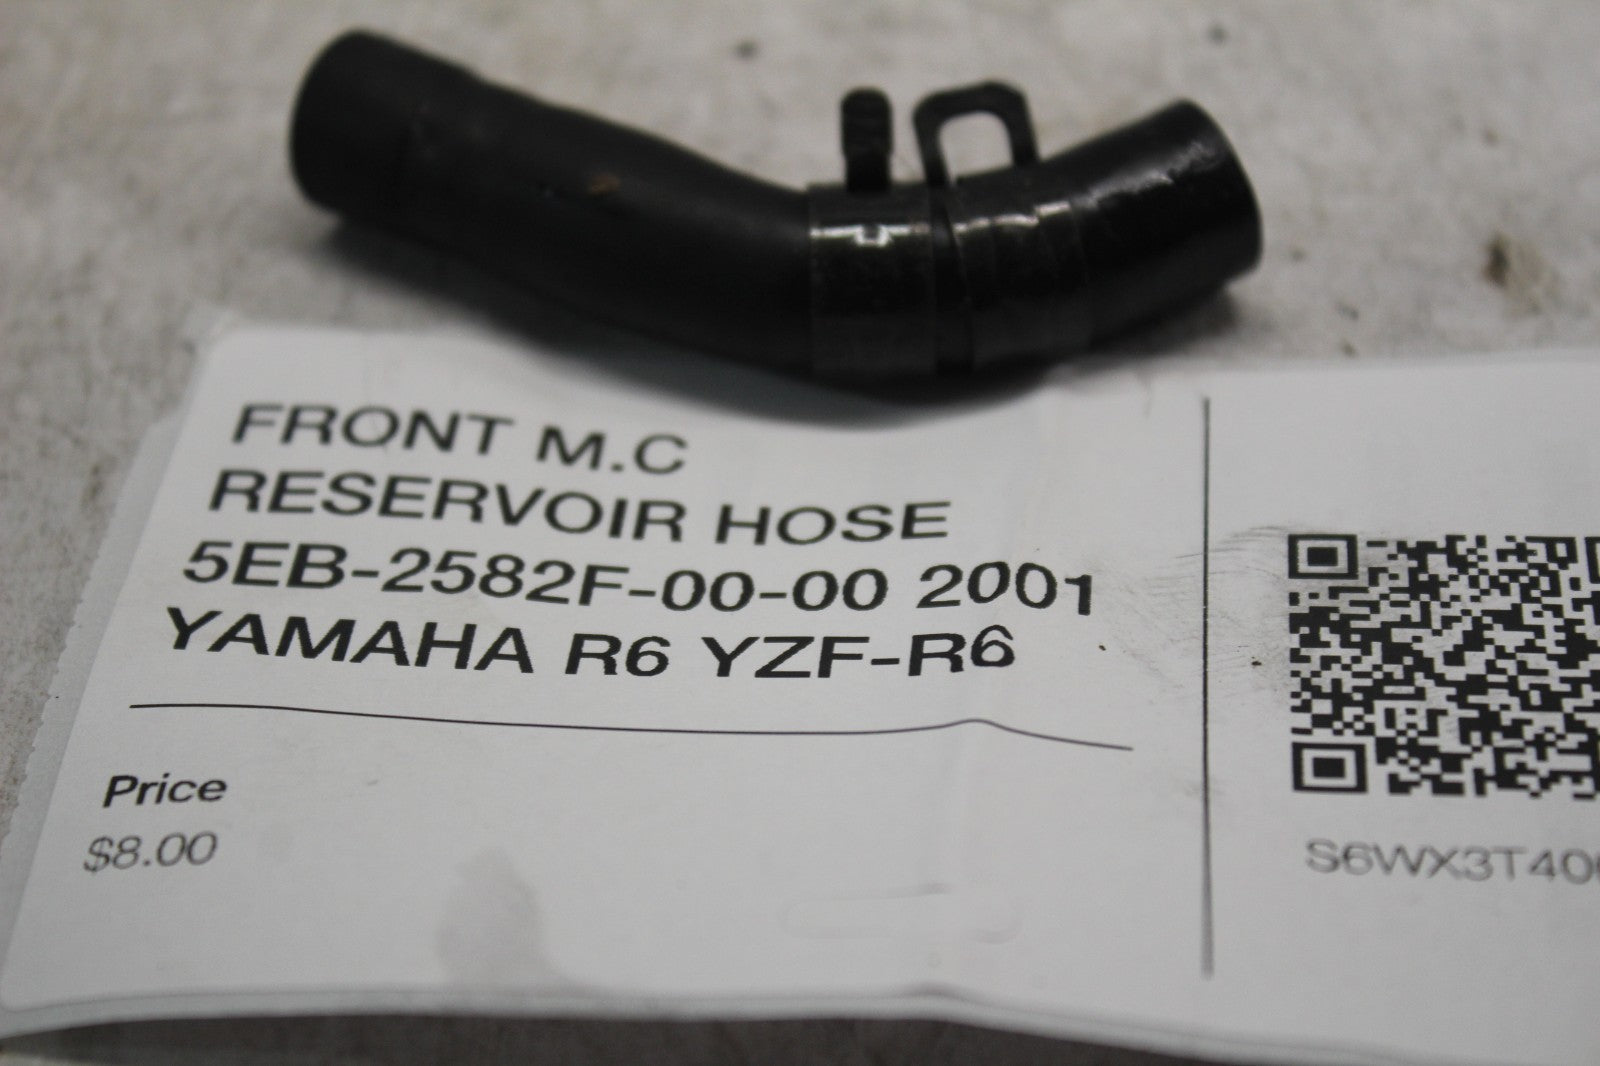 FRONT M.C
RESERVOIR HOSE
5EB-2582F-00-00 2001
YAMAHA R6 YZF-R6
Price
$8.00